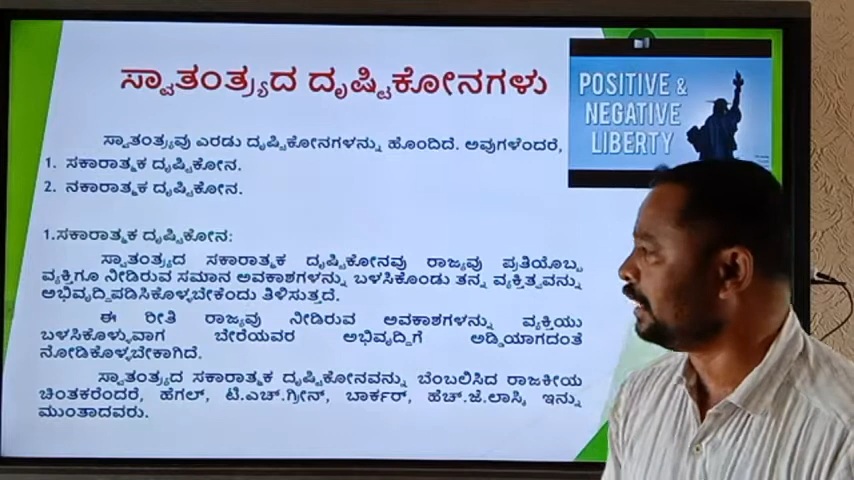 ಸ್ವಾತಂತ್ರ್ಯದ ದೃಷ್ಟಿಕೋನಗಳು
POSITIVE &
NEGATIVE
LIBERTY
ಸ್ವಾತಂತ್ರ್ಯವು ಎರಡು ದೃಷ್ಟಿಕೋನಗಳನ್ನು ಹೊಂದಿದೆ. ಅವುಗಳೆಂದರೆ,
1. ಸಕಾರಾತ್ಮಕ ದೃಷ್ಟಿಕೋನ.
2. ನಕಾರಾತ್ಮಕ ದೃಷ್ಟಿಕೋನ.
1.ಸಕಾರಾತ್ಮಕ ದೃಷ್ಟಿಕೋನ:
ಸ್ವಾತಂತ್ರ್ಯದ ಸಕಾರಾತ್ಮಕ ದೃಷ್ಟಿಕೋನವು ರಾಜ್ಯವು ಪ್ರತಿಯೊಬ್ಬ
ವ್ಯಕ್ತಿಗೂ ನೀಡಿರುವ ಸಮಾನ ಅವಕಾಶಗಳನ್ನು ಬಳಸಿಕೊಂಡು ತನ್ನ ವ್ಯಕ್ತಿತ್ವವನ್ನು
ಅಭಿವೃದ್ದಿಪಡಿಸಿಕೊಳ್ಳಬೇಕೆಂದು ತಿಳಿಸುತ್ತದೆ.
ಈ ರೀತಿ ರಾಜ್ಯವು ನೀಡಿರುವ ಅವಕಾಶಗಳನ್ನು ವ್ಯಕ್ತಿಯು
ಬಳಸಿಕೊಳ್ಳುವಾಗ ಬೇರೆಯವರ ಅಭಿವೃದ್ದಿಗೆ ಅಡ್ಡಿಯಾಗದಂತೆ
ನೋಡಿಕೊಳ್ಳಬೇಕಾಗಿದೆ.
ಸ್ವಾತಂತ್ರ್ಯದ ಸಕಾರಾತ್ಮಕ ದೃಷ್ಟಿಕೋನವನ್ನು ಬೆಂಬಲಿಸಿದ ರಾಜಕೀಯ
ಚಿಂತಕರೆಂದರೆ, ಹೆಗಲ್, ಟಿ.ಎಚ್.ಗ್ರೀನ್, ಬಾರ್ಕರ್, ಹೆಚ್.ಜೆ.ಲಾಸ್ಕಿ ಇನ್ನು
ಮುಂತಾದವರು.